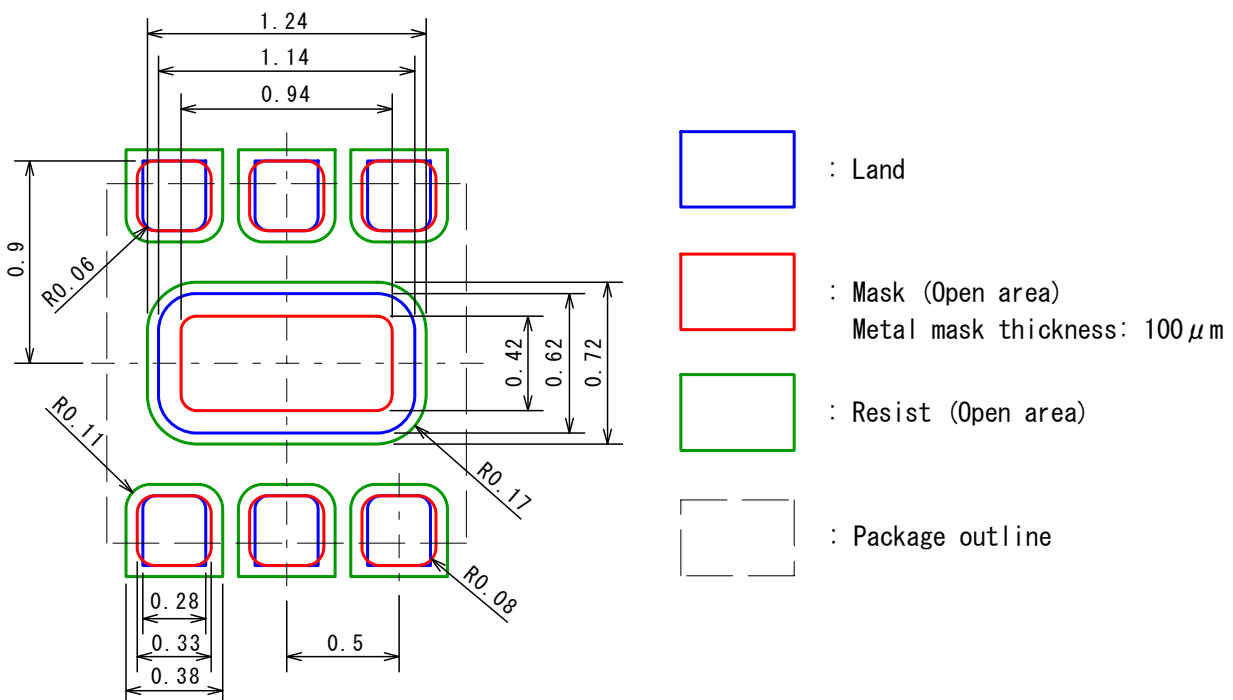 1.24
1.14
0.94
0.9
R0.06
0.42
0.62
0.72
R0.11
R0.17
R0.08
0.28
0.33
0.38
0.5
: Land
: Mask (Open area)
Metal mask thickness: 100μm
: Resist (Open area)
: Package outline